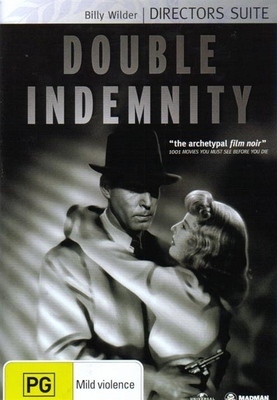 Billy Wilder | DIRECTORS SUITE
DOUBLE
INDEMNITY
"the archetypal film noir"
1001 MOVIES YOU MUST SEE BEFORE YOU DIE
PG
Mild violence
UNIVERSAL
MADMAN